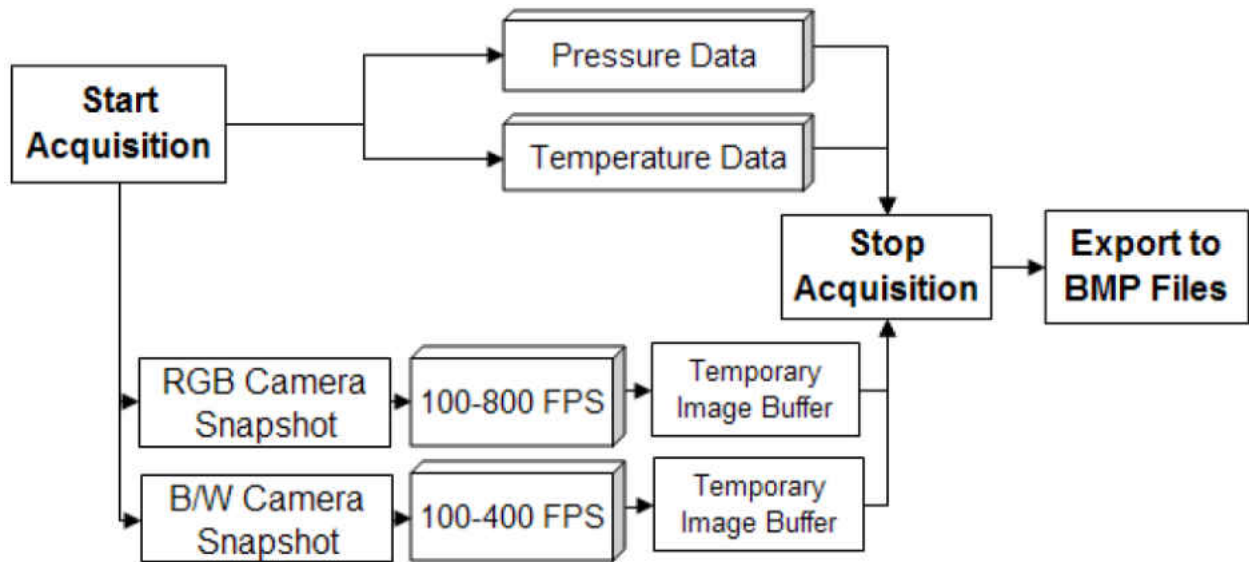 Start
Acquisition
Pressure Data
Temperature Data
Stop
Acquisition
Export to
BMP Files
RGB Camera
Snapshot
100-800 FPS
Temporary
Image Buffer
B/W Camera
Snapshot
100-400 FPS
Temporary
Image Buffer